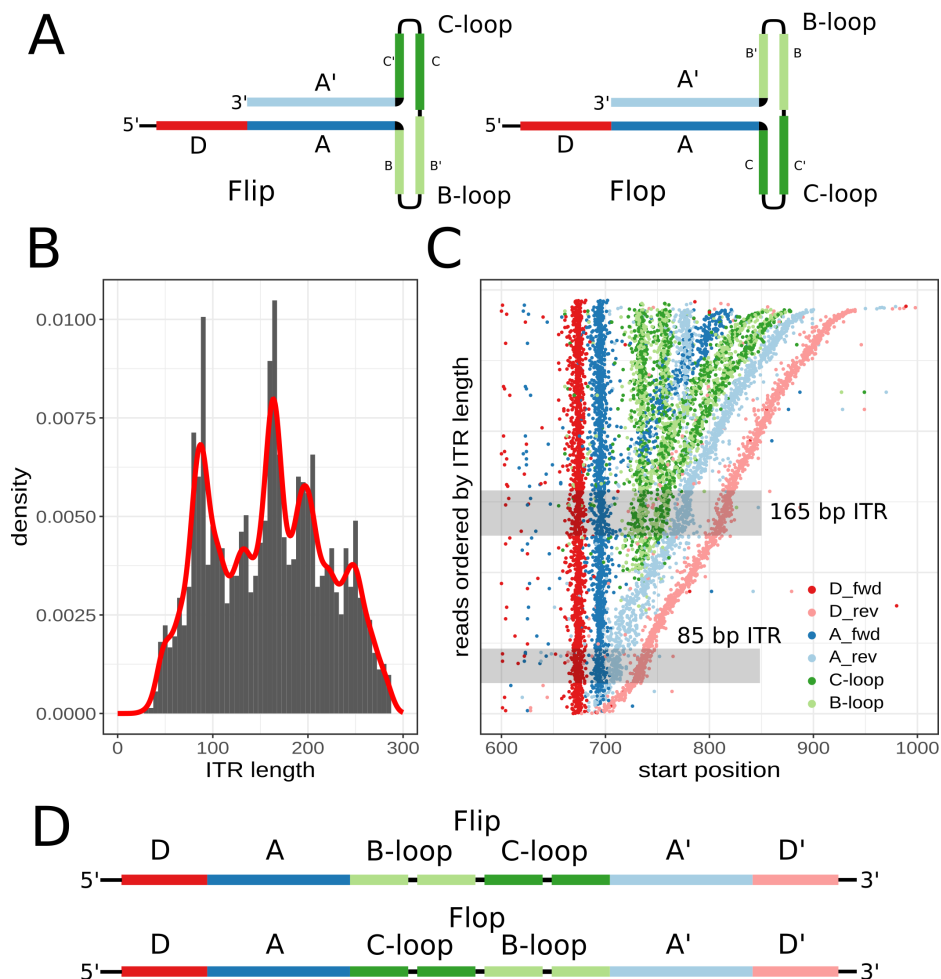 A
C-loop
B-loop
C'
C
B'
B
A'
A'
3'
3'
5'
5'
D
A
D
A
B
B'
C
C'
Flip
B-loop
Flop
C-loop
B
C
0.0100
0.0075
0.0050
0.0025
0.0000
density
0
100
200
300
ITR length
reads ordered by ITR length
165 bp ITR
85 bp ITR
D_fwd
D_rev
A_fwd
A_rev
C-loop
B-loop
600
700
800
900
1000
start position
D
Flip
D
A
B-loop
C-loop
A'
D'
5'
3'
Flop
D
A
C-loop
B-loop
A'
D'
5'
3'